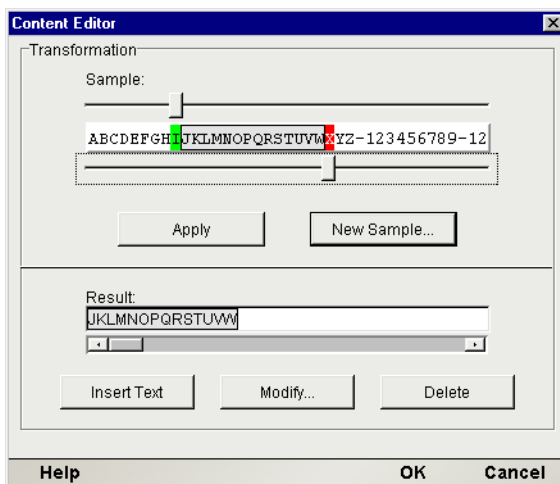 Content Editor
Transformation
Sample:
ABCDEFGHIJKLMNOPQRSTUVWXYZ-123456789-12
Apply New Sample...
Result:
JKLMNOPQRSTUVW
Insert Text Modify... Delete
Help OK Cancel